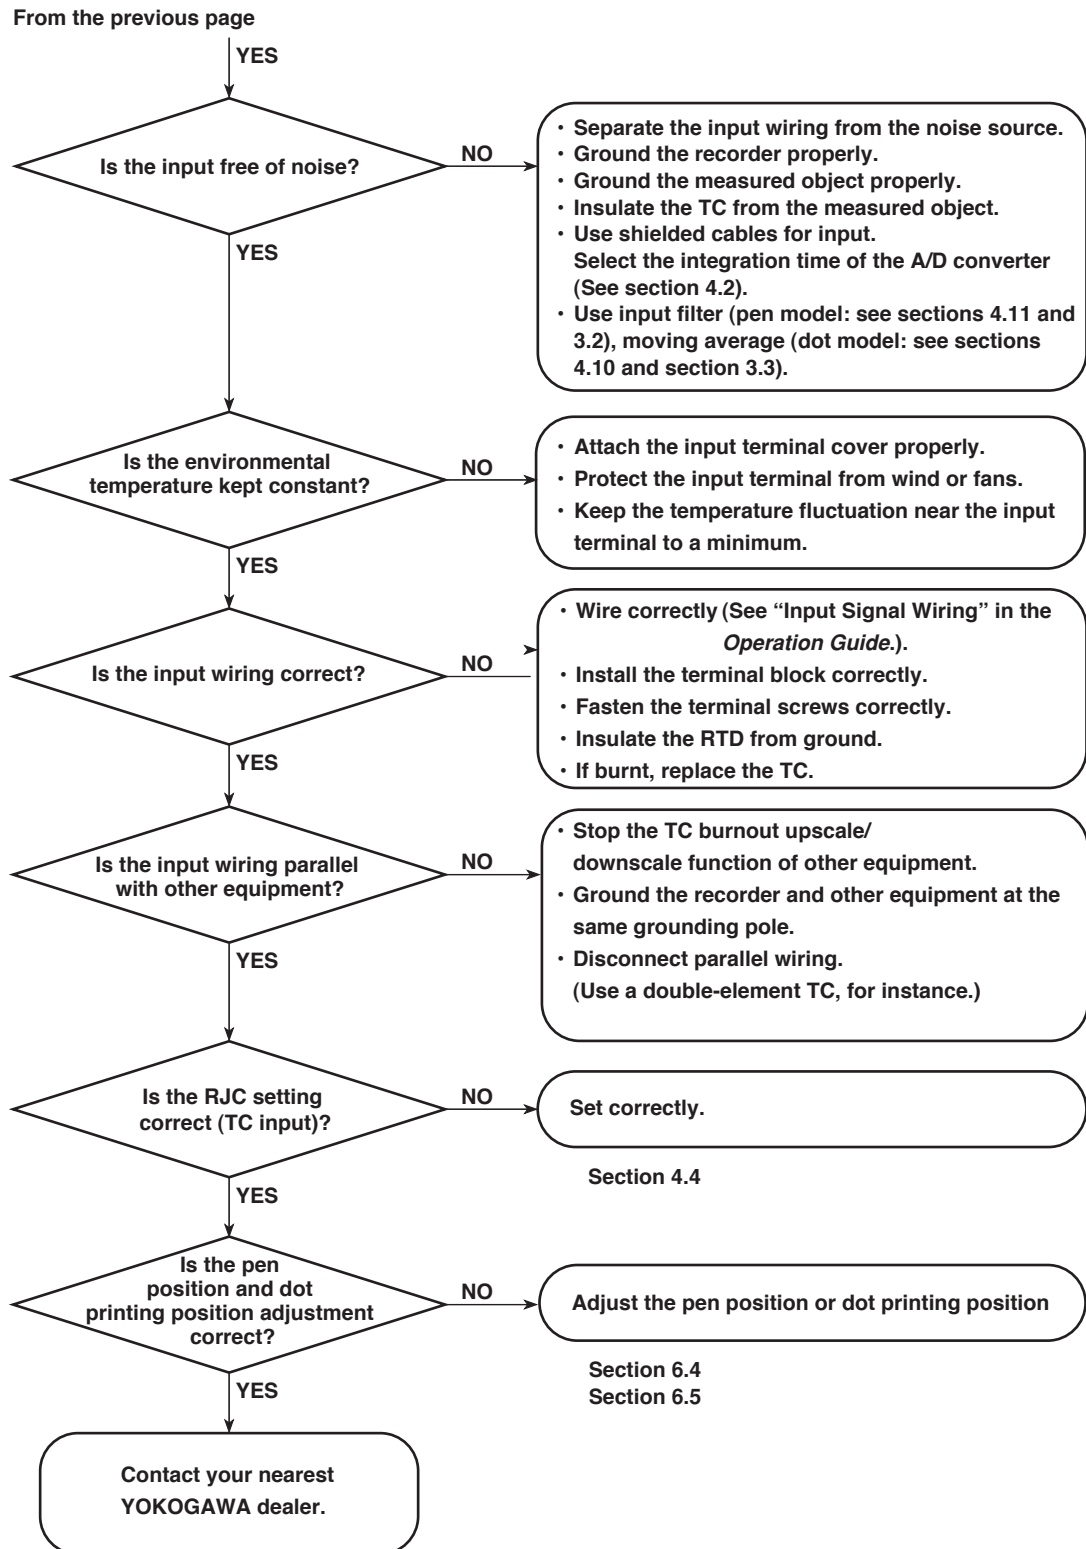 From the previous page
YES
Is the input free of noise?
NO
· Separate the input wiring from the noise source.
· Ground the recorder properly.
· Ground the measured object properly.
· Insulate the TC from the measured object.
· Use shielded cables for input.
Select the integration time of the A/D converter
(See section 4.2).
· Use input filter (pen model: see sections 4.11 and
3.2), moving average (dot model: see sections
4.10 and section 3.3).
YES
Is the environmental
temperature kept constant?
NO
· Attach the input terminal cover properly.
· Protect the input terminal from wind or fans.
· Keep the temperature fluctuation near the input
terminal to a minimum.
YES
Is the input wiring correct?
NO
· Wire correctly (See “Input Signal Wiring” in the
Operation Guide.).
· Install the terminal block correctly.
· Fasten the terminal screws correctly.
· Insulate the RTD from ground.
· If burnt, replace the TC.
YES
Is the input wiring parallel
with other equipment?
NO
· Stop the TC burnout upscale/
downscale function of other equipment.
· Ground the recorder and other equipment at the
same grounding pole.
· Disconnect parallel wiring.
(Use a double-element TC, for instance.)
YES
Is the RJC setting
correct (TC input)?
NO
Set correctly.
Section 4.4
YES
Is the pen
position and dot
printing position adjustment
correct?
NO
Adjust the pen position or dot printing position
Section 6.4
Section 6.5
YES
Contact your nearest
YOKOGAWA dealer.